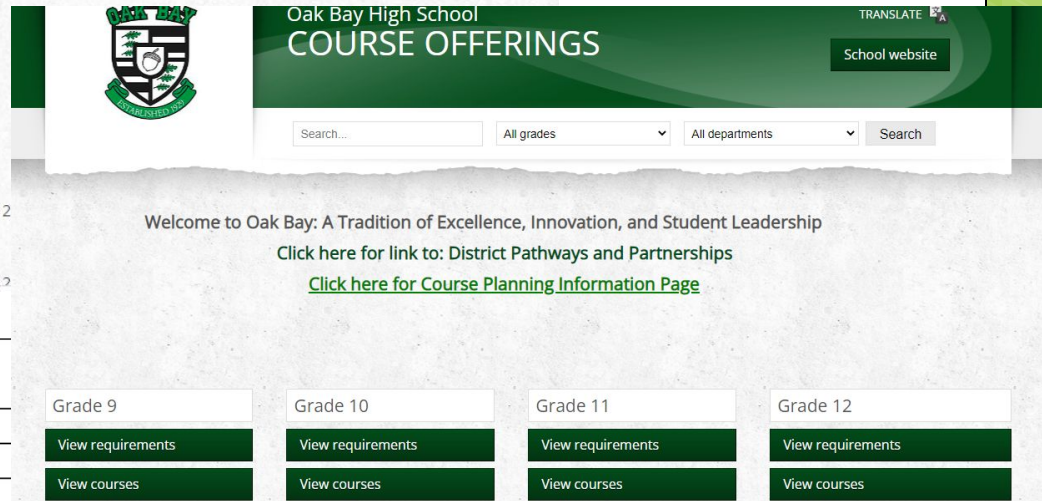 OAK BAY
ESTABLISHED 1929
Oak Bay High School
COURSE OFFERINGS
TRANSLATE
School website
Search...
All grades
All departments
Search
2
Welcome to Oak Bay: A Tradition of Excellence, Innovation, and Student Leadership
Click here for link to: District Pathways and Partnerships
Click here for Course Planning Information Page
2
Grade 9
Grade 10
Grade 11
Grade 12
View requirements
View requirements
View requirements
View requirements
View courses
View courses
View courses
View courses